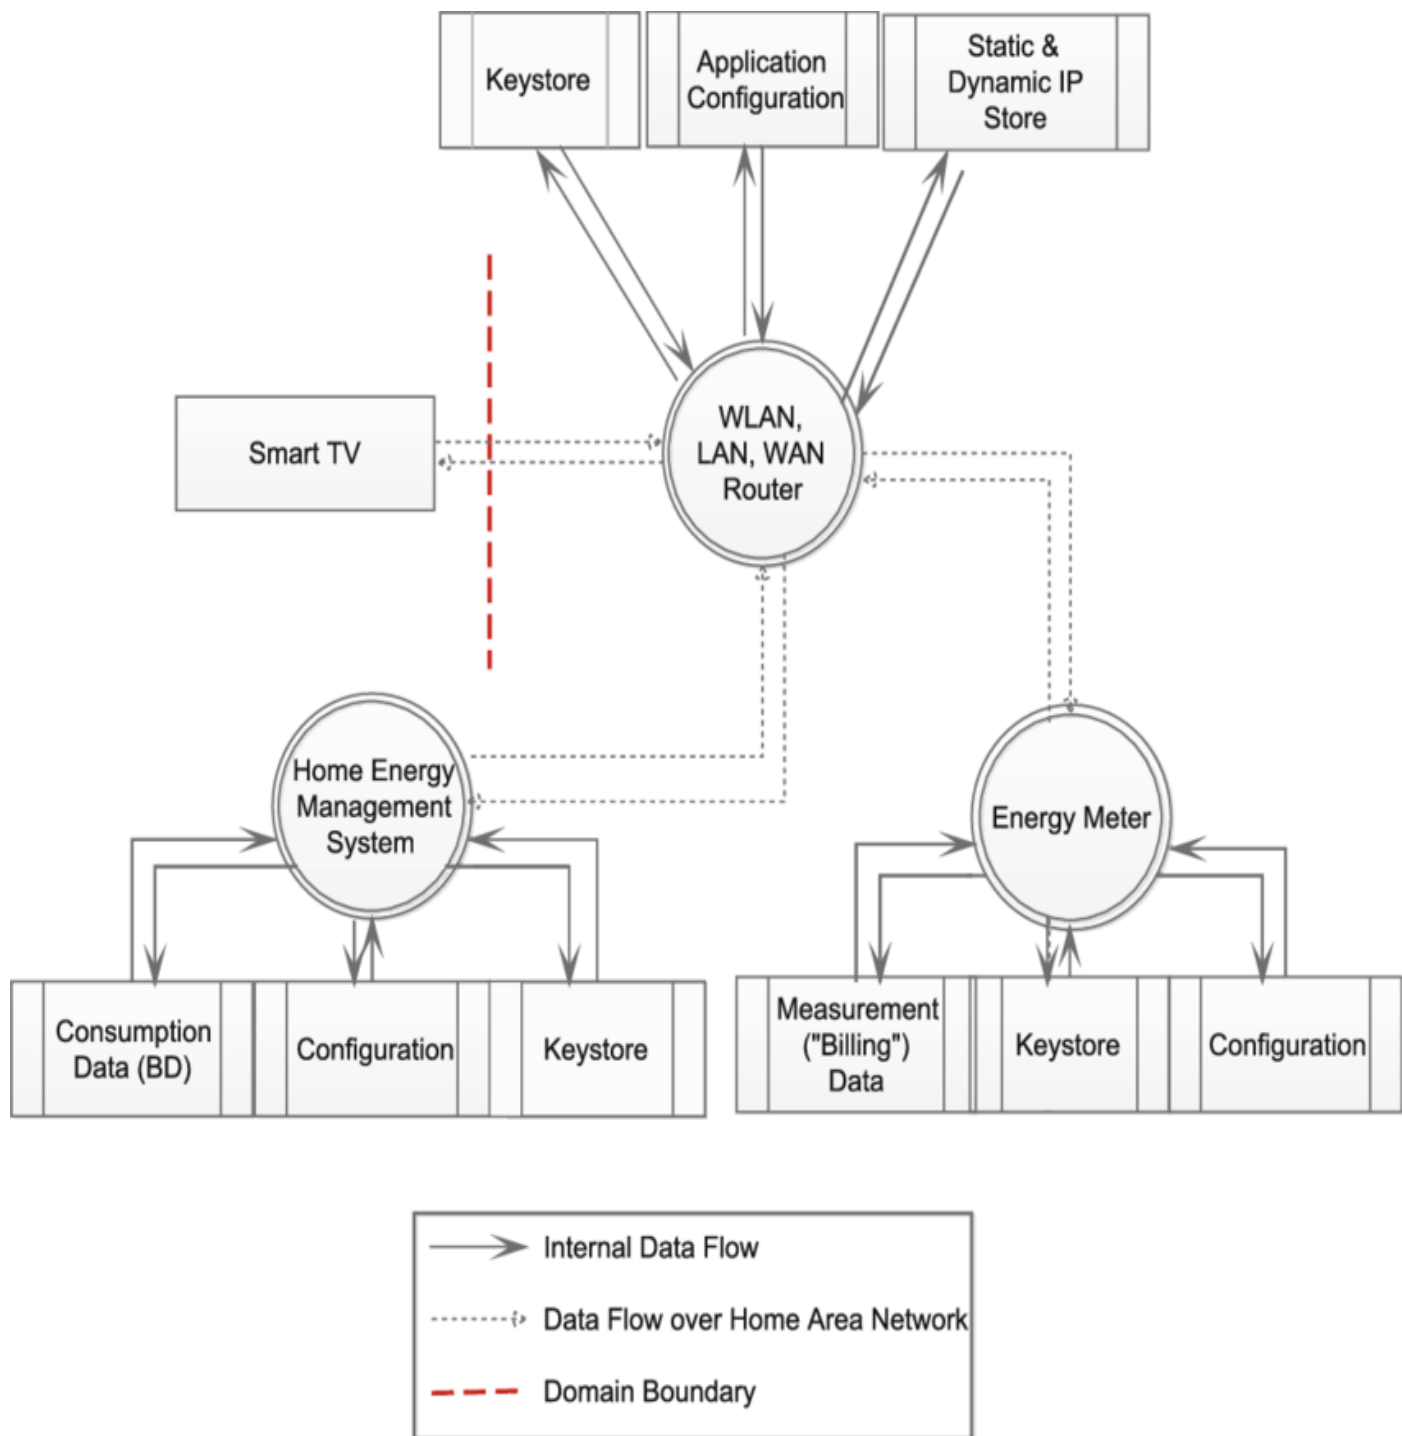 Keystore
Application
Configuration
Static &
Dynamic IP
Store
Smart TV
WLAN,
LAN, WAN
Router
Home Energy
Management
System
Energy Meter
Consumption
Data (BD)
Configuration
Keystore
Measurement
("Billing")
Data
Keystore
Configuration
Internal Data Flow
Data Flow over Home Area Network
Domain Boundary